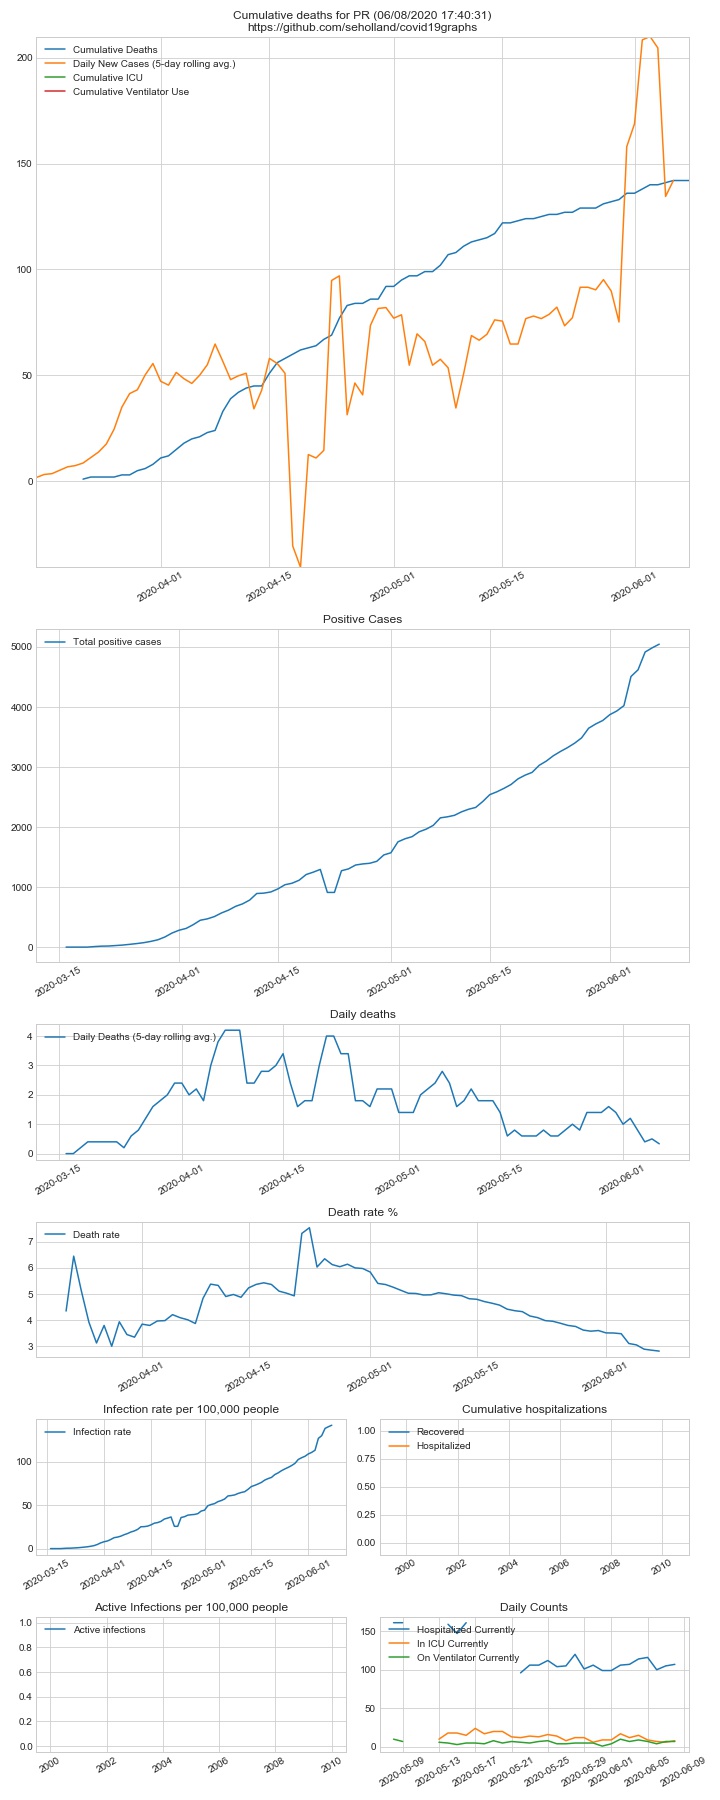 Cumulative deaths for PR (06/08/2020 17:40:31)
https://github.com/seholland/covid19graphs
Cumulative Deaths
Daily New Cases (5-day rolling avg.)
Cumulative ICU
Cumulative Ventilator Use
200
150
100
50
0
2020-04-01 2020-04-15 2020-05-01 2020-05-15 2020-06-01
Positive Cases
Total positive cases
5000
4000
3000
2000
1000
0
2020-03-15 2020-04-01 2020-04-15 2020-05-01 2020-05-15 2020-06-01
Daily deaths
Daily Deaths (5-day rolling avg.)
4
3
2
1
0
2020-03-15 2020-04-01 2020-04-15 2020-05-01 2020-05-15 2020-06-01
Death rate %
Death rate
7
6
5
4
3
2020-04-01 2020-04-15 2020-05-01 2020-05-15 2020-06-01
Infection rate per 100,000 people
Infection rate
100
50
0
2020-03-15 2020-04-01 2020-04-15 2020-05-01 2020-05-15 2020-06-01
Cumulative hospitalizations
Recovered
Hospitalized
1.00
0.75
0.50
0.25
0.00
2000 2002 2004 2006 2008 2010
Active Infections per 100,000 people
Active infections
1.0
0.8
0.6
0.4
0.2
0.0
2000 2002 2004 2006 2008 2010
Daily Counts
Hospitalized Currently
In ICU Currently
On Ventilator Currently
150
100
50
0
2020-05-09 2020-05-13 2020-05-17 2020-05-21 2020-05-25 2020-05-29 2020-06-01 2020-06-05 2020-06-09